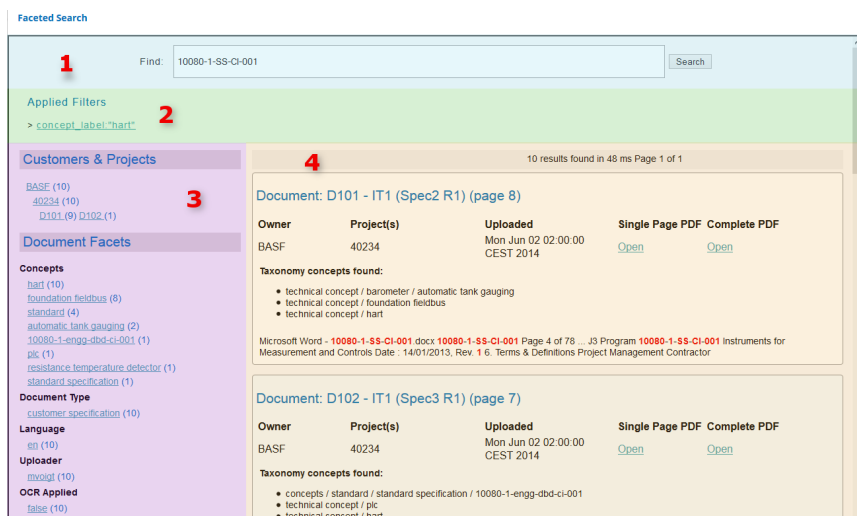 Faceted Search
1
Find: 10080-1-SS-CI-001 Search
Applied Filters
2
> concept_label:"hart"
Customers & Projects
BASF (10)
40234 (10)
D101 (9) D102 (1)
3
Document Facets
Concepts
hart (10)
foundation fieldbus (8)
standard (4)
automatic tank gauging (2)
10080-1-engg-dbd-ci-001 (1)
plc (1)
resistance temperature detector (1)
standard specification (1)
Document Type
customer specification (10)
Language
en (10)
Uploader
mvoigt (10)
OCR Applied
false (10)
4
10 results found in 48 ms Page 1 of 1
Document: D101 - IT1 (Spec2 R1) (page 8)
Owner Project(s) Uploaded Single Page PDF Complete PDF
BASF 40234 Mon Jun 02 02:00:00 Open Open
CEST 2014
Taxonomy concepts found:
technical concept / barometer / automatic tank gauging
technical concept / foundation fieldbus
technical concept / hart
Microsoft Word - 10080-1-SS-CI-001.docx 10080-1-SS-CI-001 Page 4 of 78 ... J3 Program 10080-1-SS-CI-001 Instruments for
Measurement and Controls Date : 14/01/2013, Rev. 1 6. Terms & Definitions Project Management Contractor
Document: D102 - IT1 (Spec3 R1) (page 7)
Owner Project(s) Uploaded Single Page PDF Complete PDF
BASF 40234 Mon Jun 02 02:00:00 Open Open
CEST 2014
Taxonomy concepts found:
concepts / standard / standard specification / 10080-1-engg-dbd-ci-001
technical concept / plc
technical concept / hart